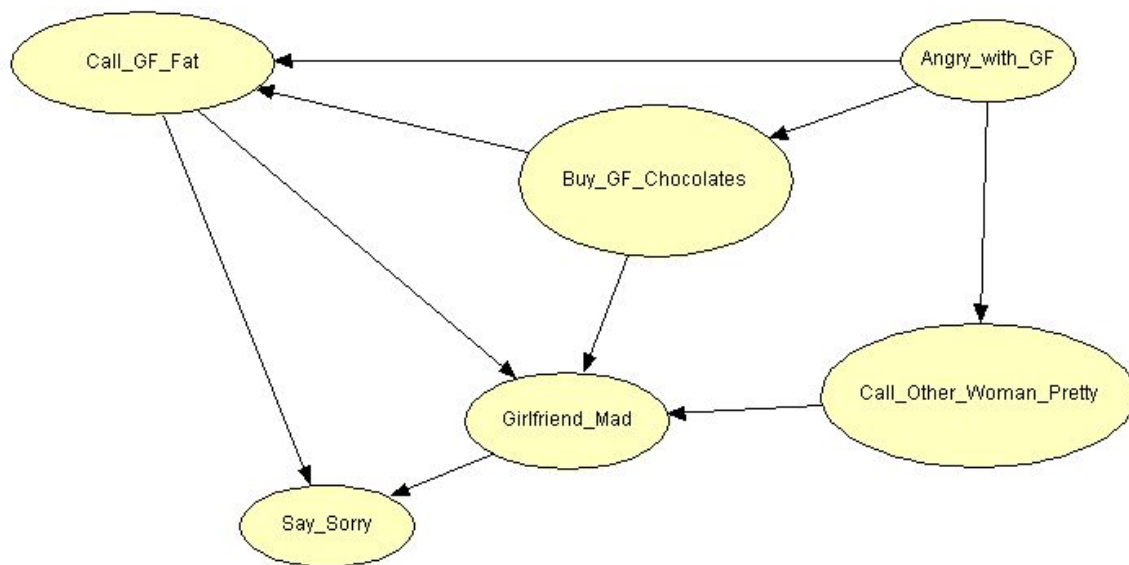 Call_GF_Fat
Angry_with_GF
Buy_GF_Chocolates
Call_Other_Woman_Pretty
Girlfriend_Mad
Say_Sorry